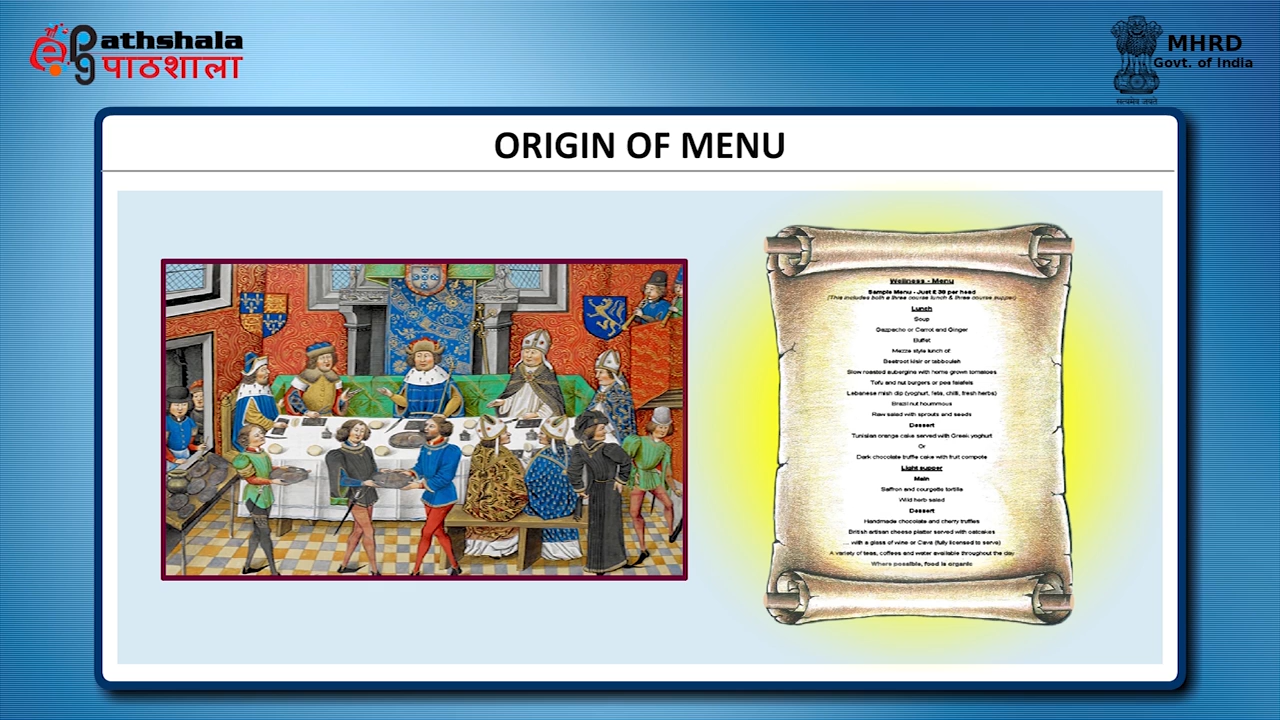 ePathshala
pg पाठशाला
MHRD
Govt. of India
सत्यमेव जयते
ORIGIN OF MENU
Wellness - Menu
Sample Menu - Just £ 30 per head
(This includes both a three course lunch & three course supper)
Lunch
Soup
Gazpacho or Carrot and Ginger
Buffet
Mezze style lunch of:
Beetroot kisir or tabbouleh
Slow roasted aubergine with home grown tomatoes
Tofu and nut burgers or pea falafels
Lebanese mish dip (yoghurt, feta, chilli, fresh herbs)
Brazil nut hoummous
Raw salad with sprouts and seeds
Dessert
Tunisian orange cake served with Greek yoghurt
Or
Dark chocolate truffle cake with fruit compote
Light supper
Main
Saffron and courgette tortilla
Wild herb salad
Dessert
Handmade chocolate and cherry truffles
British artisan cheese platter served with oatcakes
.... with a glass of wine or Cava (fully licensed to serve)
A variety of teas, coffees and water available throughout the day
Where possible, food is organic